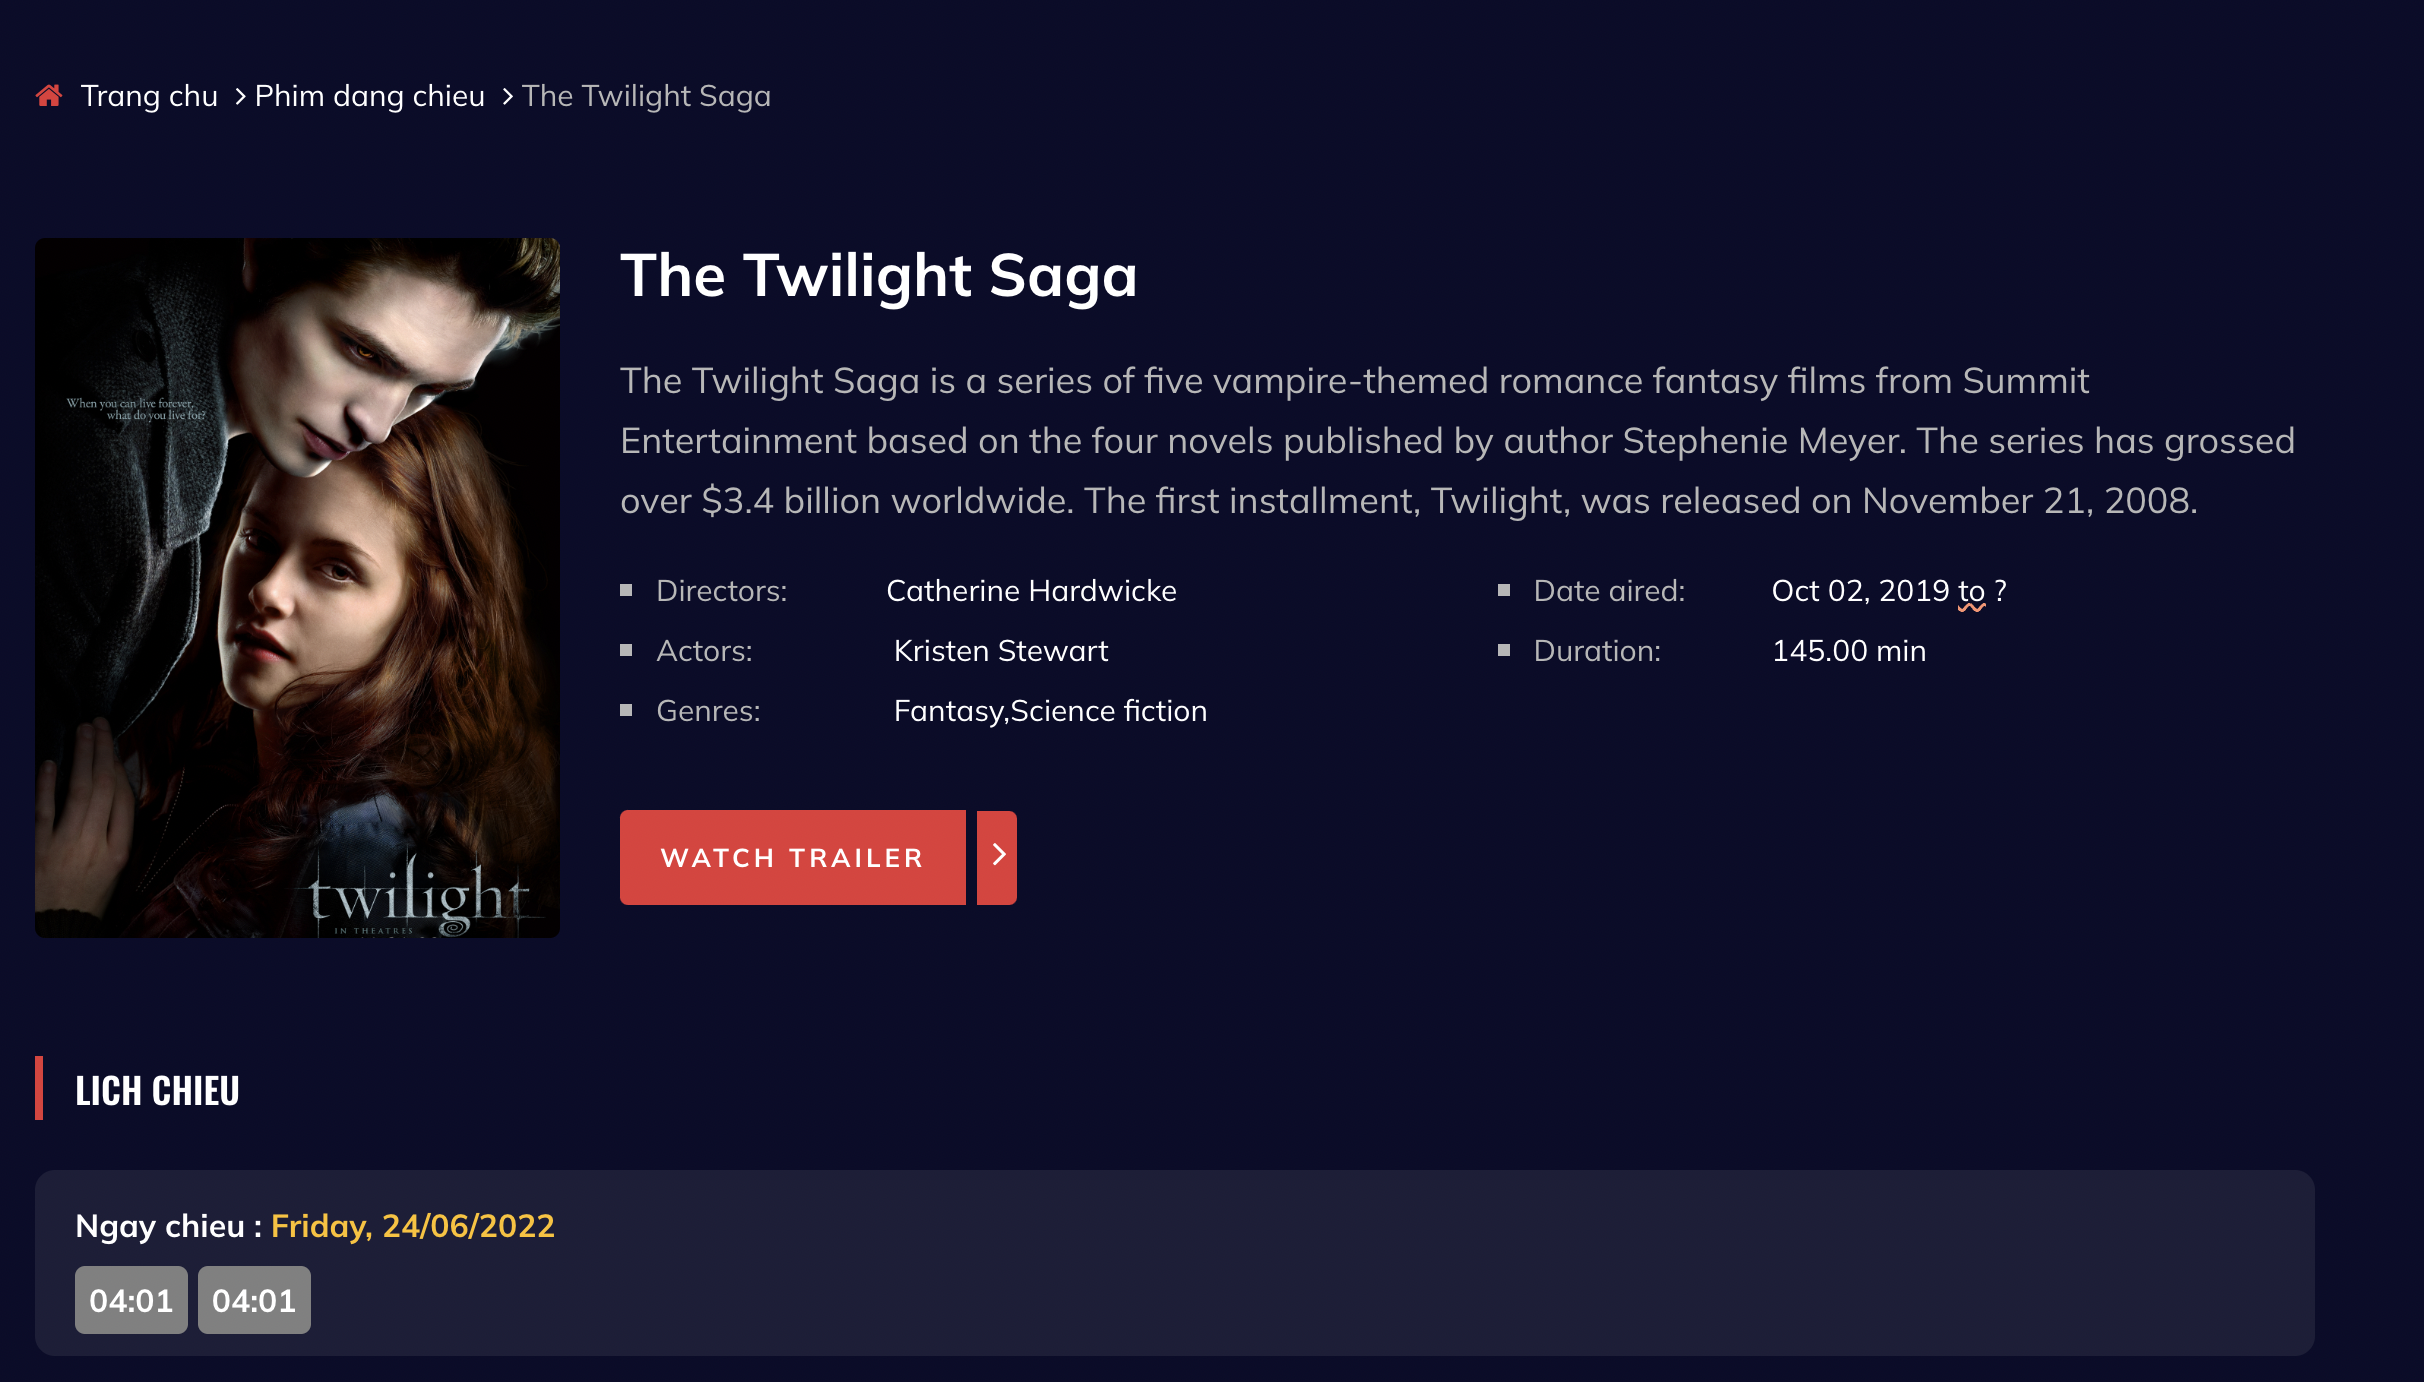 Trang chu > Phim dang chieu > The Twilight Saga
When you can live forever,
what do you live for?
twilight
IN THEATRES
The Twilight Saga
The Twilight Saga is a series of five vampire-themed romance fantasy films from Summit
Entertainment based on the four novels published by author Stephenie Meyer. The series has grossed
over $3.4 billion worldwide. The first installment, Twilight, was released on November 21, 2008.
Directors: Catherine Hardwicke
Actors: Kristen Stewart
Genres: Fantasy,Science fiction
Date aired: Oct 02, 2019 to ?
Duration: 145.00 min
WATCH TRAILER
LICH CHIEU
Ngay chieu : Friday, 24/06/2022
04:01 04:01